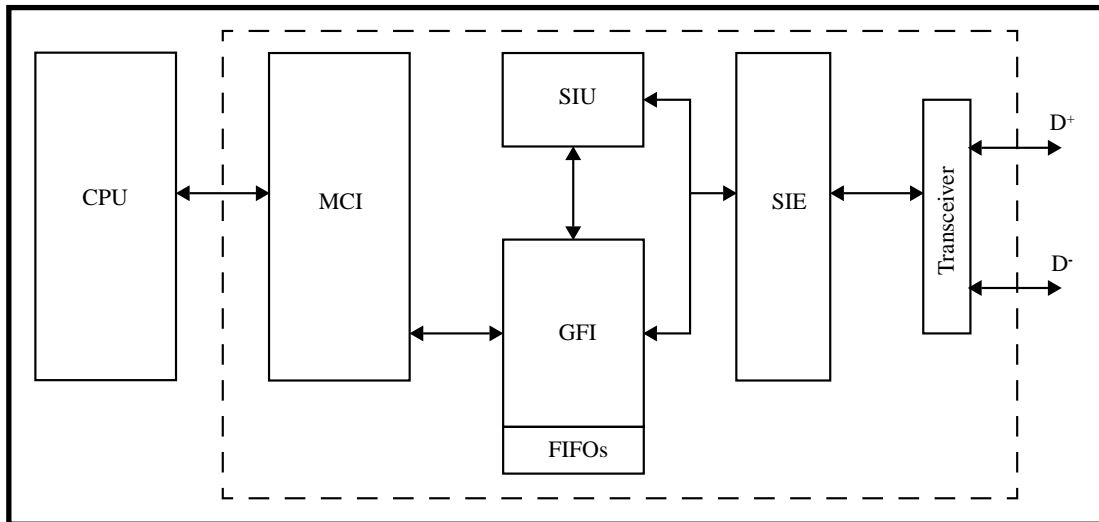 CPU
MCI
SIU
GFI
FIFOs
SIE
Transceiver
D⁺
D⁻